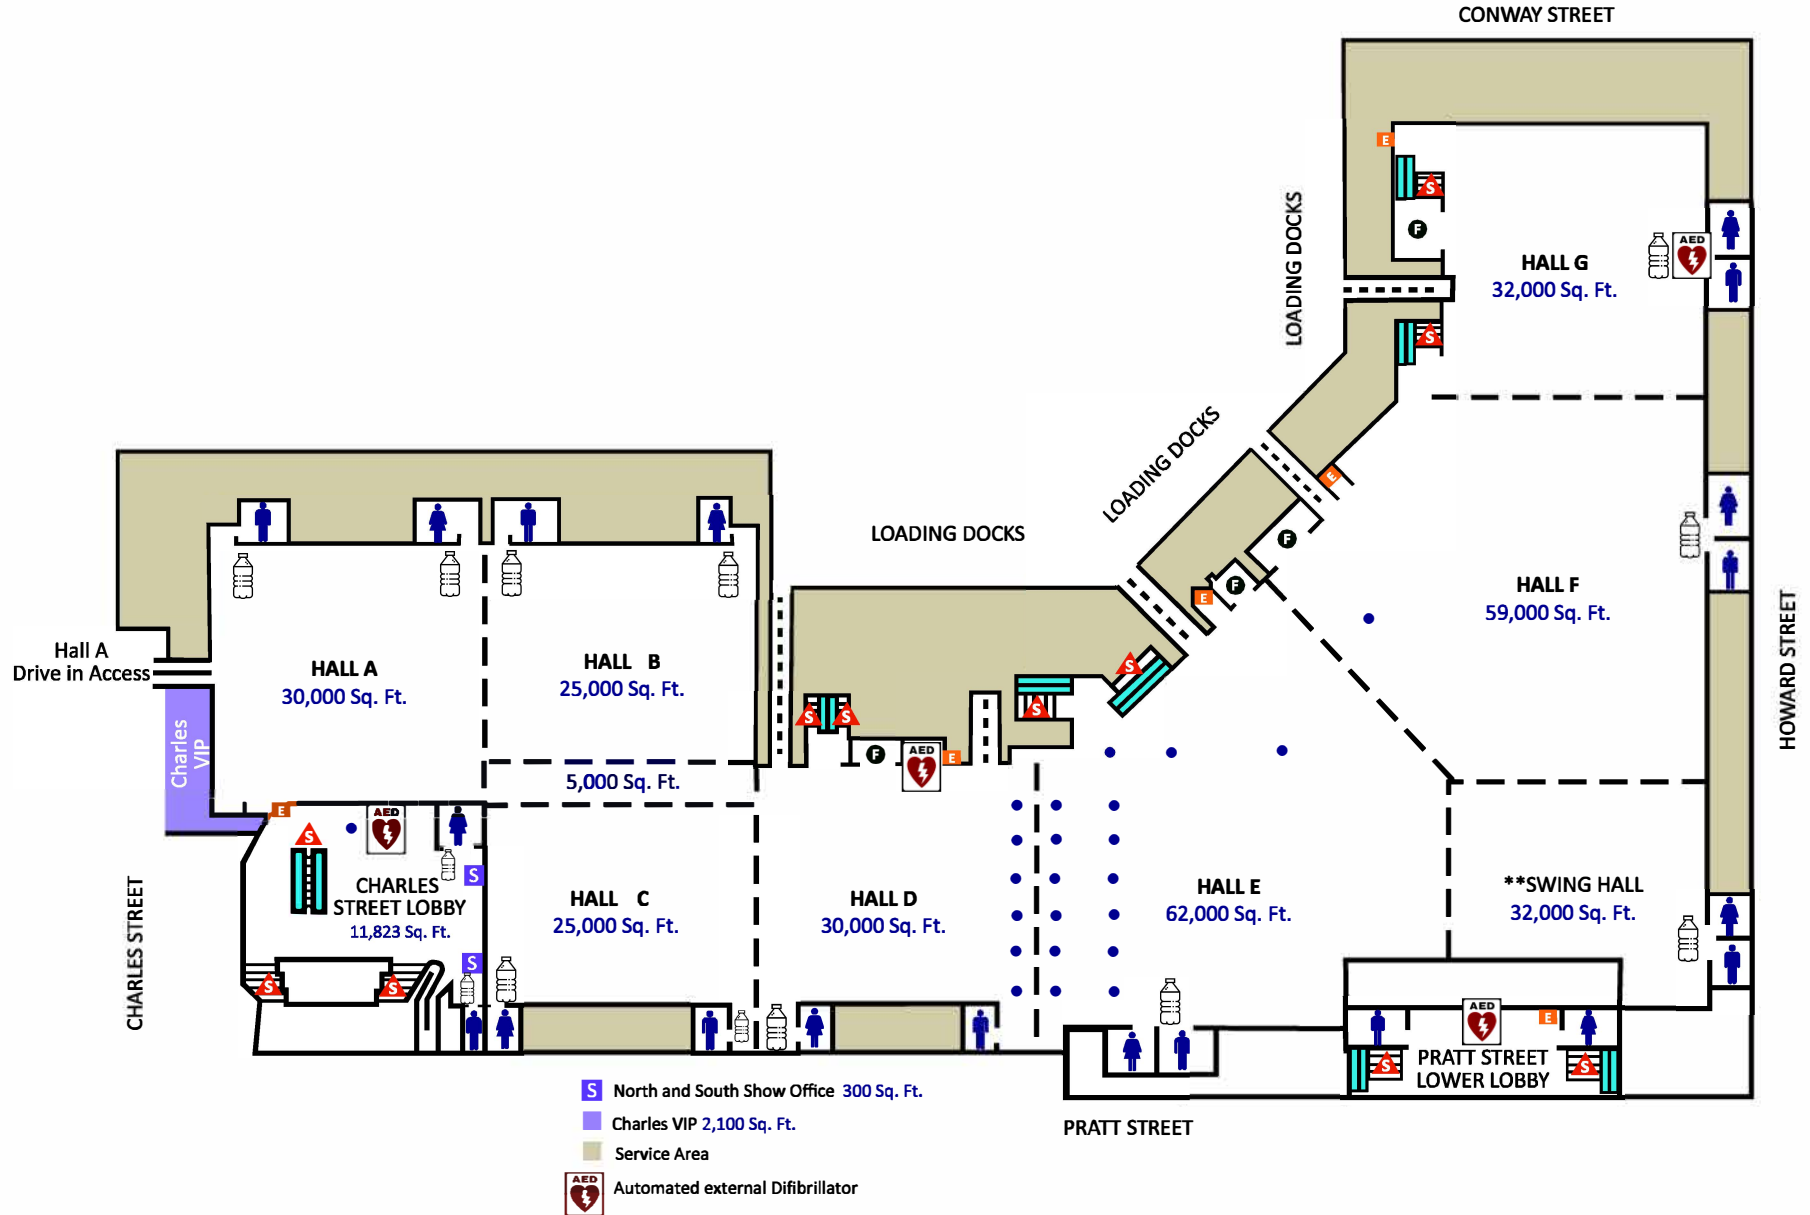 CONWAY STREET
E
S
F
LOADING DOCKS
AED
HALL G
32,000 Sq. Ft.
S
LOADING DOCKS
E
LOADING DOCKS
F
F
E
HALL F
59,000 Sq. Ft.
HOWARD STREET
Hall A
Drive in Access
HALL A
30,000 Sq. Ft.
HALL B
25,000 Sq. Ft.
S
S
S
S
F
AED
E
Charles
VIP
5,000 Sq. Ft.
E
S
AED
S
CHARLES
STREET LOBBY
11,823 Sq. Ft.
S
S
S
CHARLES STREET
HALL C
25,000 Sq. Ft.
HALL D
30,000 Sq. Ft.
HALL E
62,000 Sq. Ft.
**SWING HALL
32,000 Sq. Ft.
AED
E
S
PRATT STREET
LOWER LOBBY
S
PRATT STREET
S North and South Show Office 300 Sq. Ft.
Charles VIP 2,100 Sq. Ft.
Service Area
AED
Automated external Difibrillator